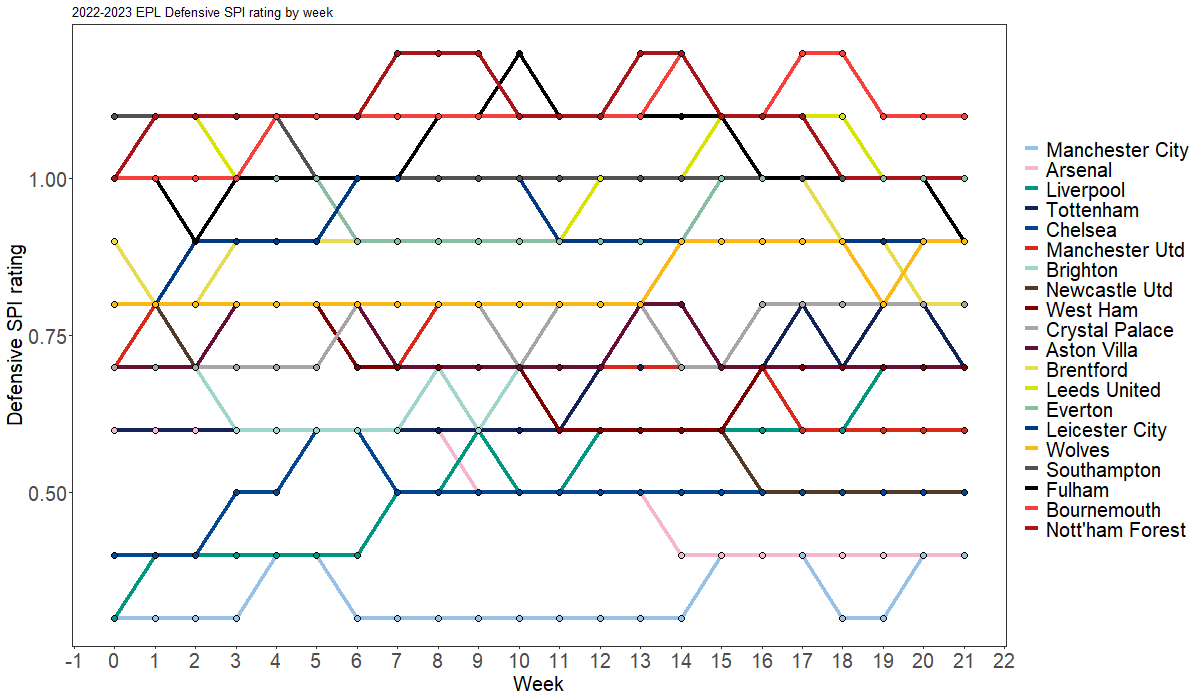 2022-2023 EPL Defensive SPI rating by week
Defensive SPI rating
1.00
0.75
0.50
-1 0 1 2 3 4 5 6 7 8 9 10 11 12 13 14 15 16 17 18 19 20 21 22
Week
Manchester City
Arsenal
Liverpool
Tottenham
Chelsea
Manchester Utd
Brighton
Newcastle Utd
West Ham
Crystal Palace
Aston Villa
Brentford
Leeds United
Everton
Leicester City
Wolves
Southampton
Fulham
Bournemouth
Nott'ham Forest